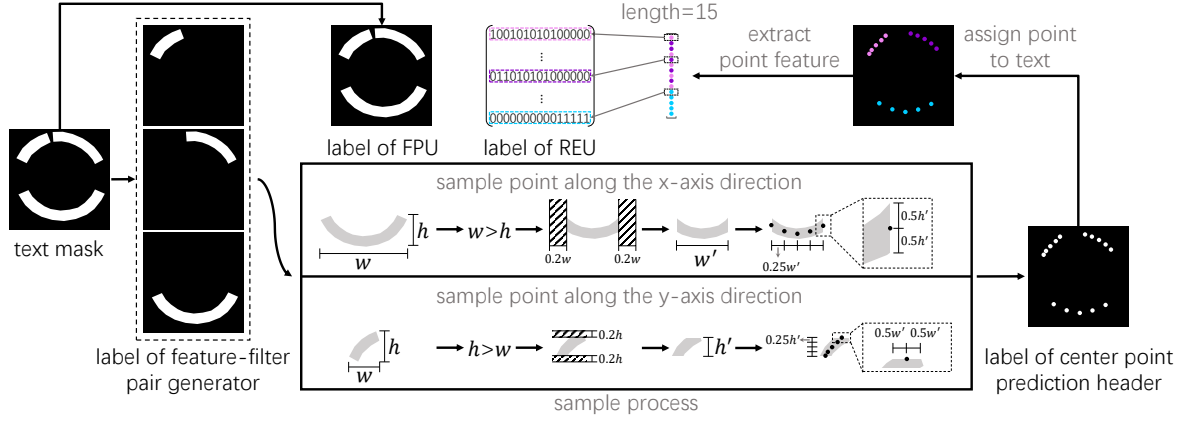 length=15
100101010100000
⋮
011010101000000
⋮
000000000011111
extract
point feature
assign point
to text
label of FPU
label of REU
text mask
label of feature-filter
pair generator
sample point along the x-axis direction
h
w
w>h
0.2w
0.2w
w′
0.25w′
0.5h′
0.5h′
sample point along the y-axis direction
h
w
h>w
0.2h
0.2h
h′
0.25h′
0.5w′ 0.5w′
sample process
label of center point
prediction header